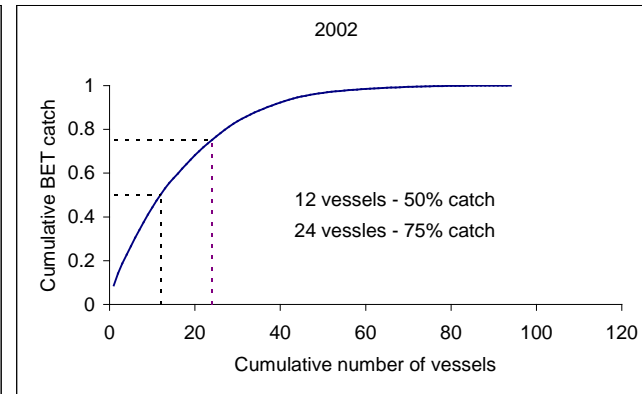 2002
1
0.8
0.6
0.4
0.2
0
Cumulative BET catch
12 vessels - 50% catch
24 vessles - 75% catch
0 20 40 60 80 100 120
Cumulative number of vessels